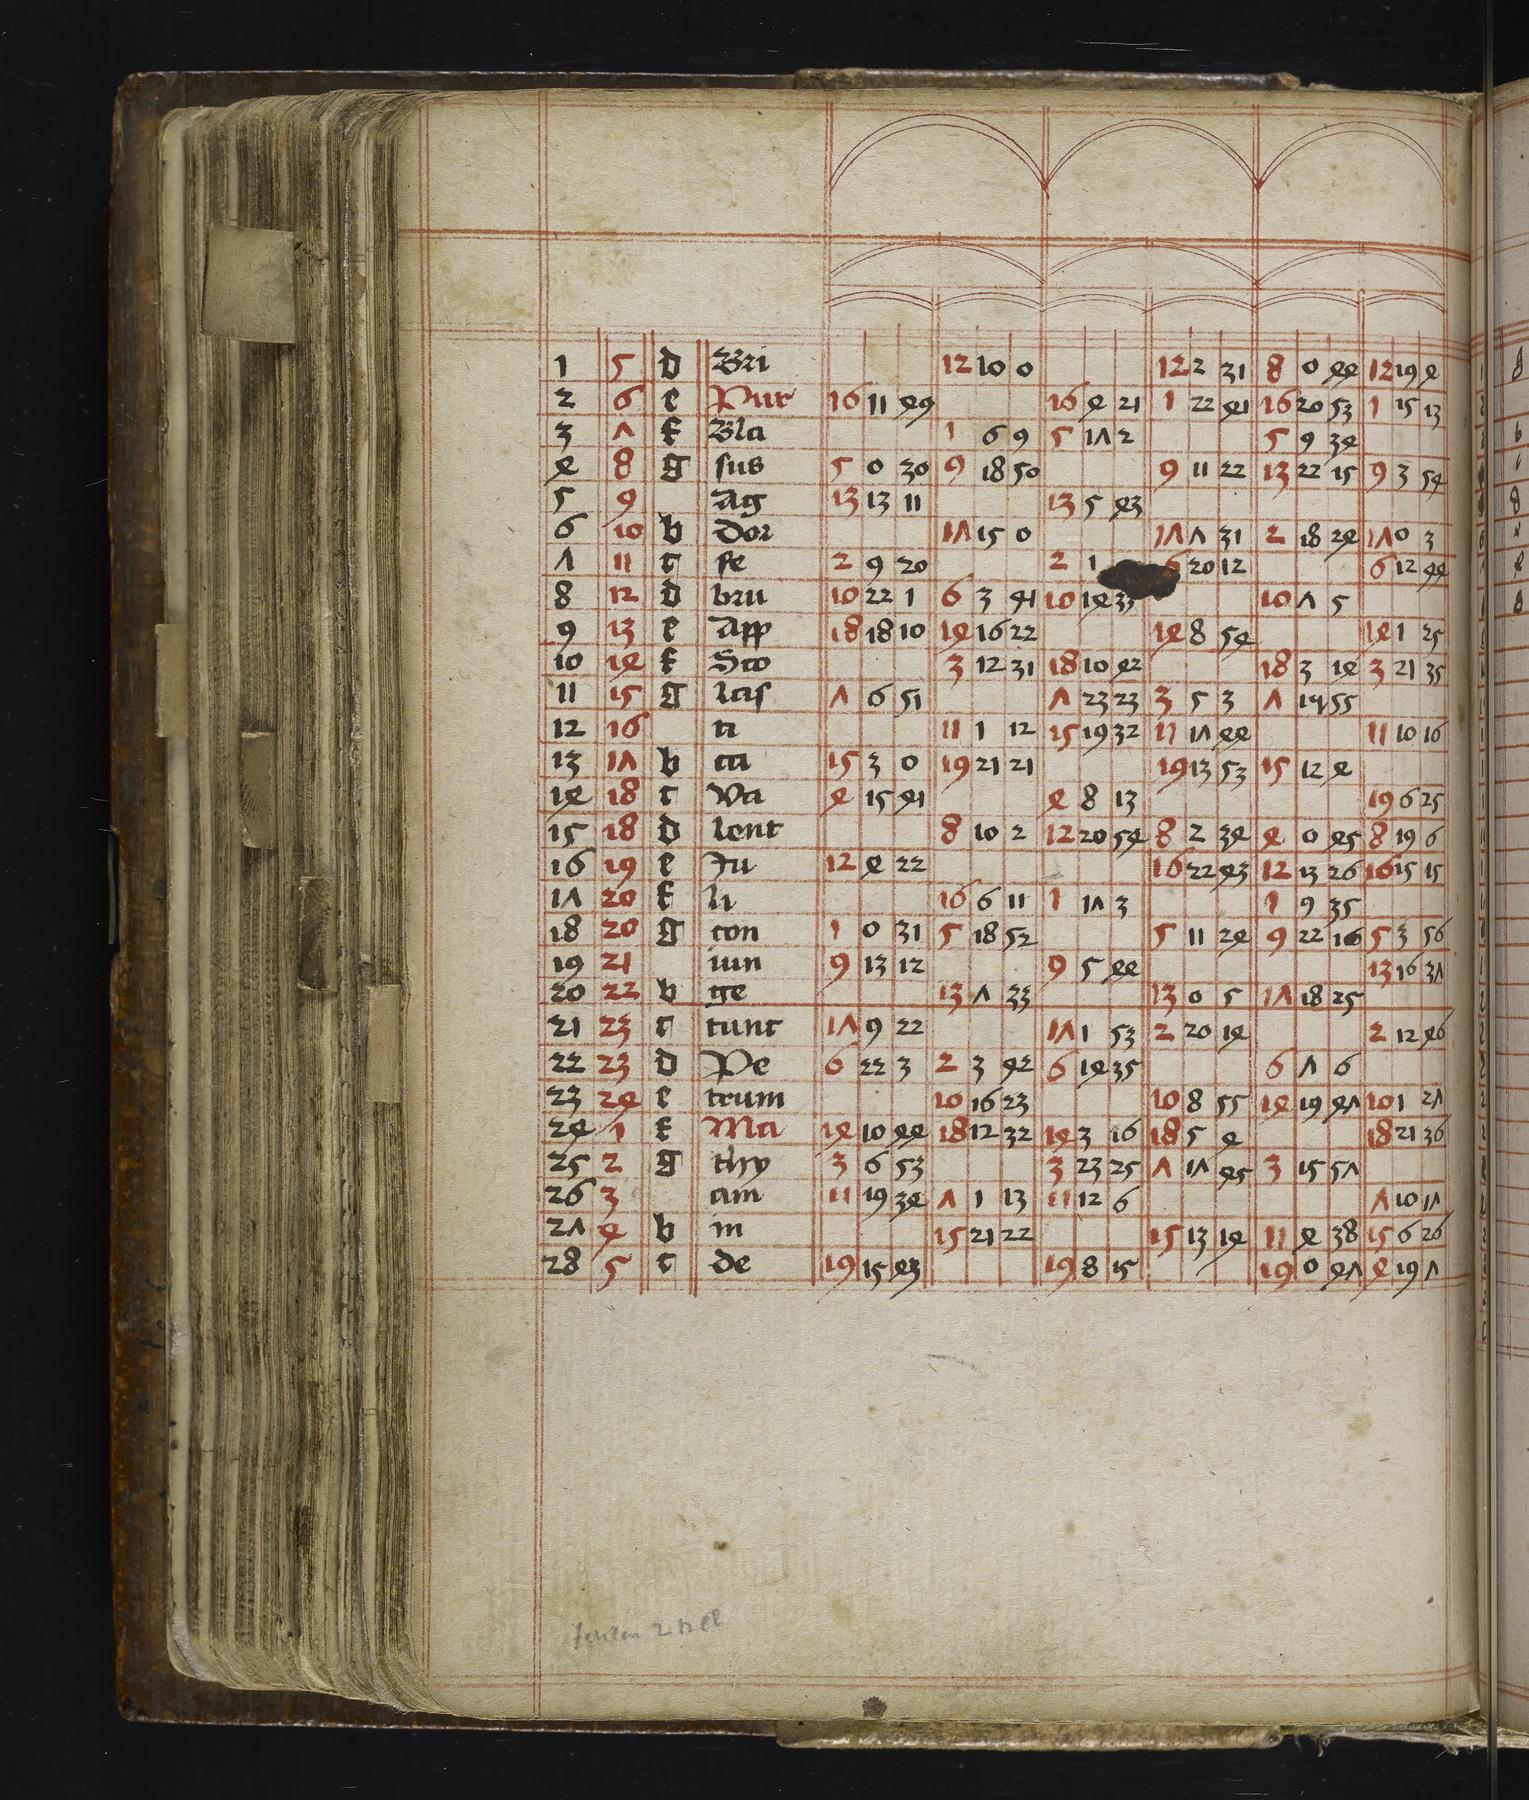 1 5 d Bri 12 10 0 12 2 31 8 0 44 12 19 4
2 6 e Pur 16 11 49 16 4 21 1 22 41 16 20 53 1 15 13
3 7 f Bla 1 6 9 5 17 2 5 9 34
4 8 g sus 5 0 30 9 18 50 9 11 22 13 22 15 9 3 54
5 9 Ag 13 13 11 13 5 43
6 10 b Dor 17 15 0 17 7 31 2 18 24 17 0 3
7 11 c fe 2 9 20 2 1 6 20 12 6 12 44
8 12 d bru 10 22 1 6 3 41 10 14 33 10 7 5
9 13 e App 18 18 10 14 16 22 14 8 54 14 1 25
10 14 f Sco 3 12 31 18 10 42 18 3 14 3 21 35
11 15 g las 7 6 51 7 23 23 3 5 3 7 55
12 16 ti 11 1 12 15 19 32 11 17 44 11 10 16
13 17 b ca 15 3 0 19 21 21 19 13 53 15 12 4
14 18 c Va 4 15 41 4 8 13 19 6 25
15 18 d lent 8 10 2 12 20 54 8 2 34 4 0 45 8 19 6
16 19 e Ju 12 4 22 16 22 43 12 13 26 16 15 15
17 20 f li 16 6 11 1 17 3 1 9 35
18 20 g con 1 0 31 5 18 52 5 11 24 9 22 16 5 3 56
19 21 iun 9 13 12 9 5 44 13 16 37
20 22 b ge 13 7 33 13 0 5 17 18 25
21 23 c tunc 17 9 22 17 1 53 2 20 14 2 12 46
22 23 d Pe 6 22 3 2 3 42 6 14 35 6 7 6
23 24 e trum 10 16 23 10 8 55 14 19 47 10 1 27
24 1 f Ma 14 10 44 18 12 32 14 3 16 18 5 4 18 21 36
25 2 g thy 3 6 53 3 23 25 7 17 45 3 15 57
26 3 am 11 19 34 7 1 13 11 12 6 7 10 17
27 4 b in 15 21 22 15 13 14 11 4 38 15 6 26
28 5 c de 19 15 43 19 8 15 19 0 47 4 19 7